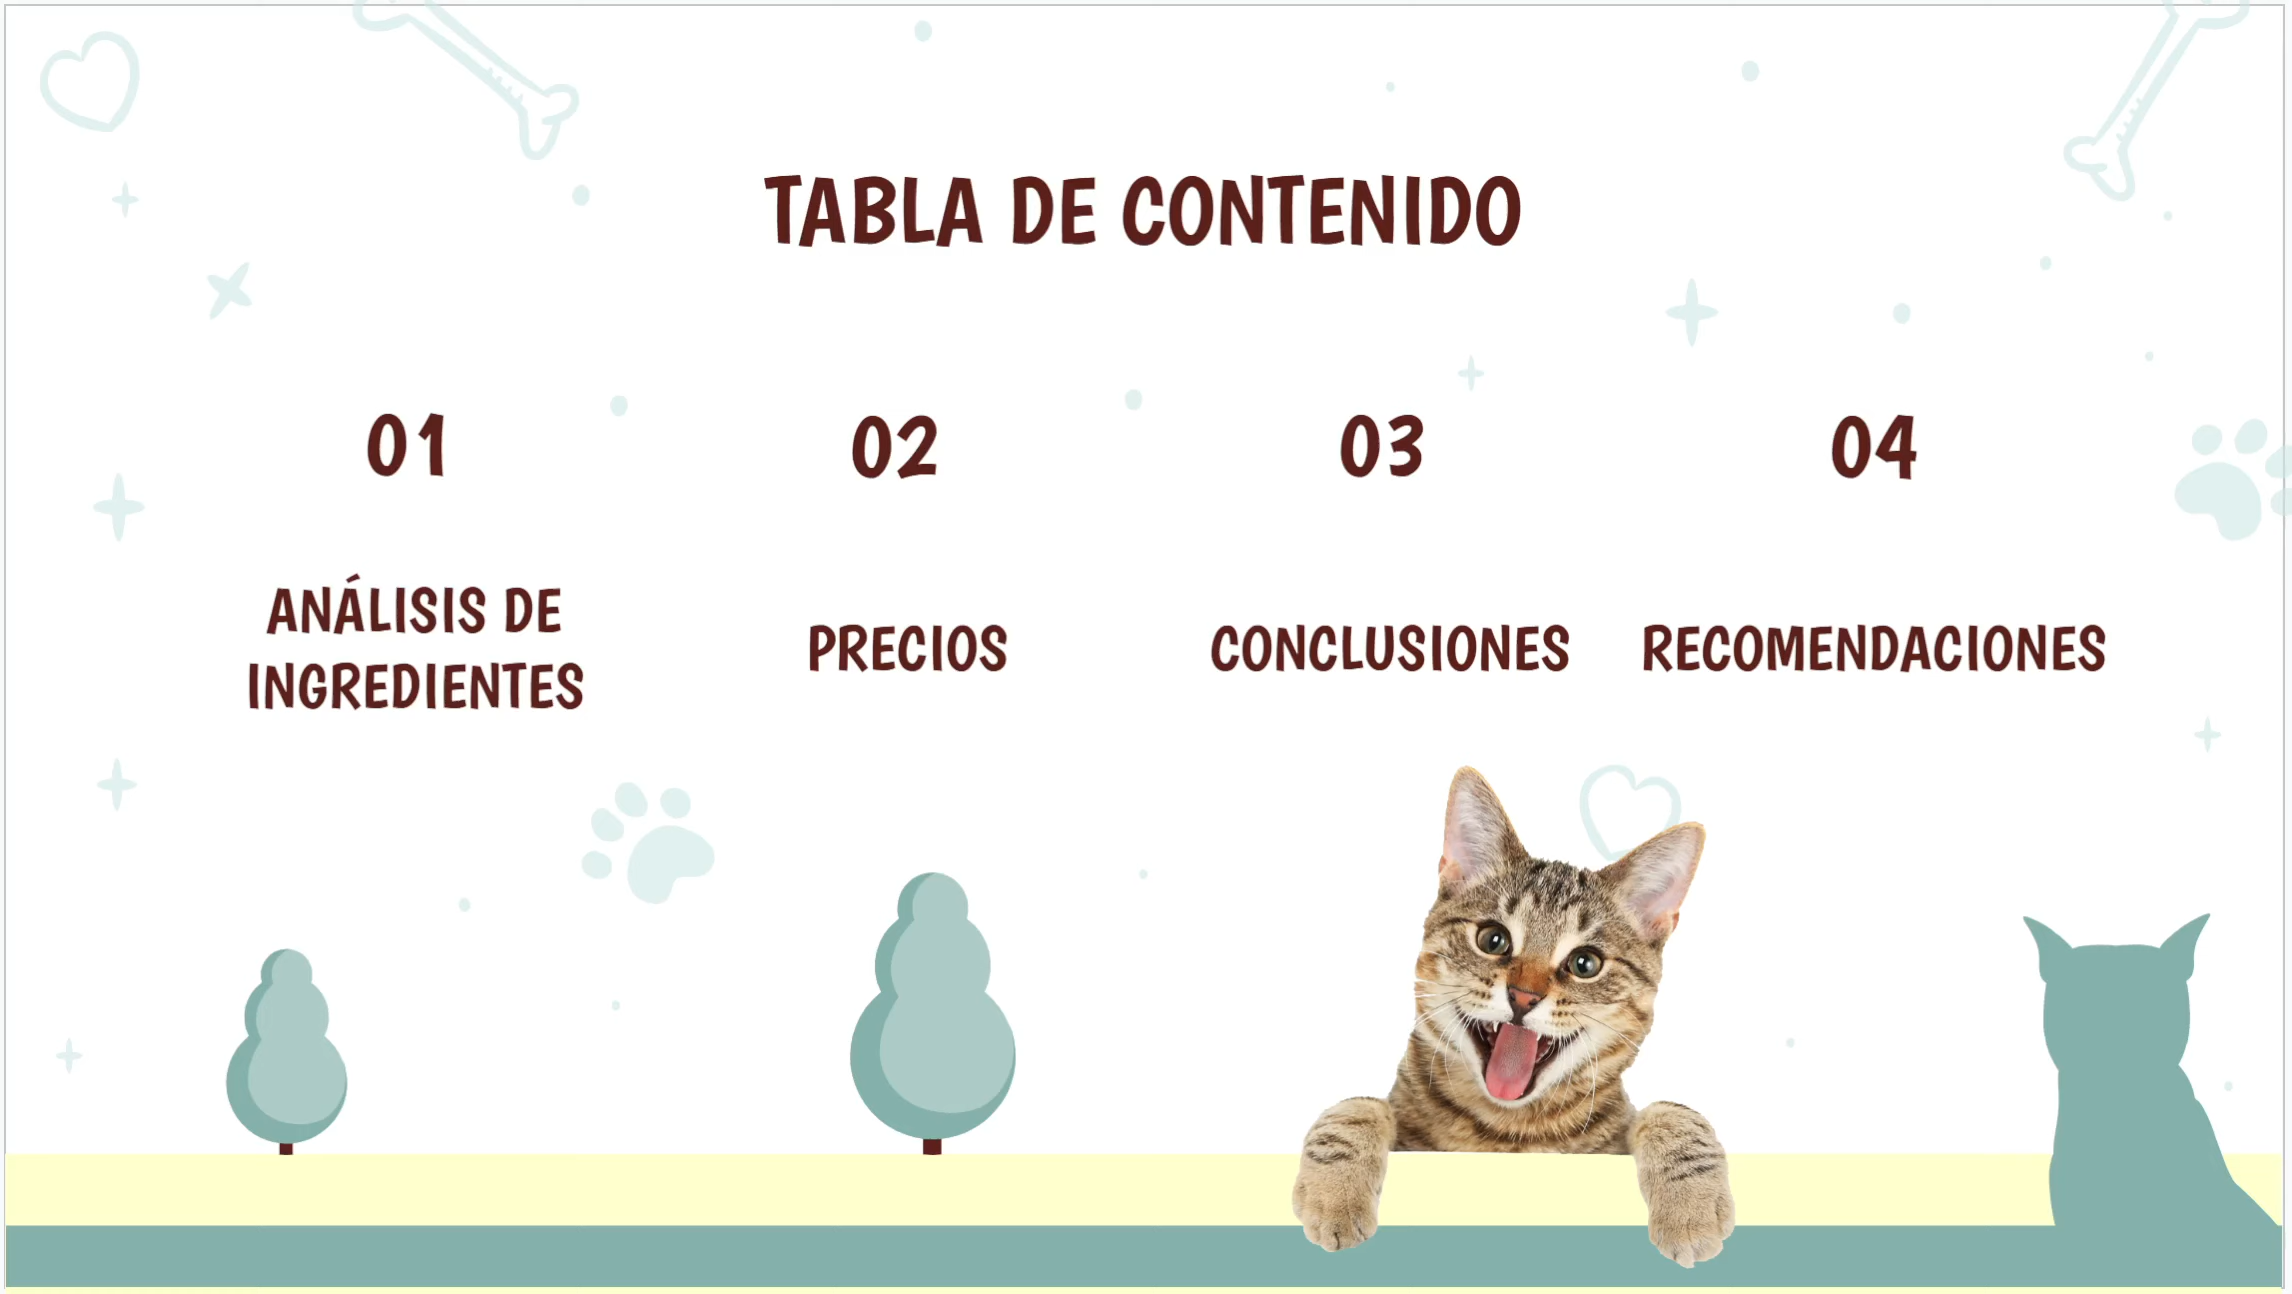 TABLA DE CONTENIDO
01
ANÁLISIS DE
INGREDIENTES
02
PRECIOS
03
CONCLUSIONES
04
RECOMENDACIONES